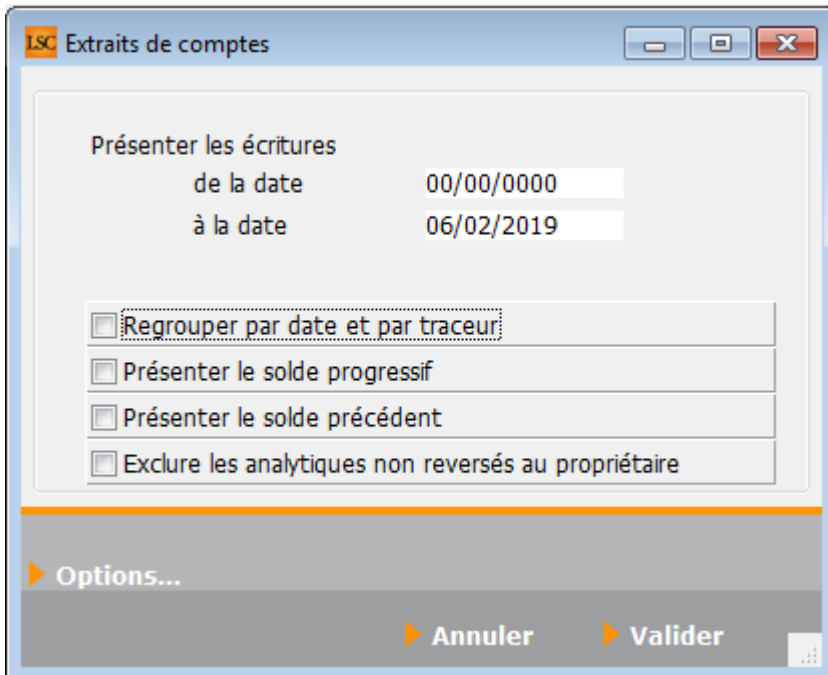 LSC Extraits de comptes
Présenter les écritures
de la date 00/00/0000
à la date 06/02/2019
Regrouper par date et par traceur
Présenter le solde progressif
Présenter le solde précédent
Exclure les analytiques non reversés au propriétaire
Options...
Annuler Valider